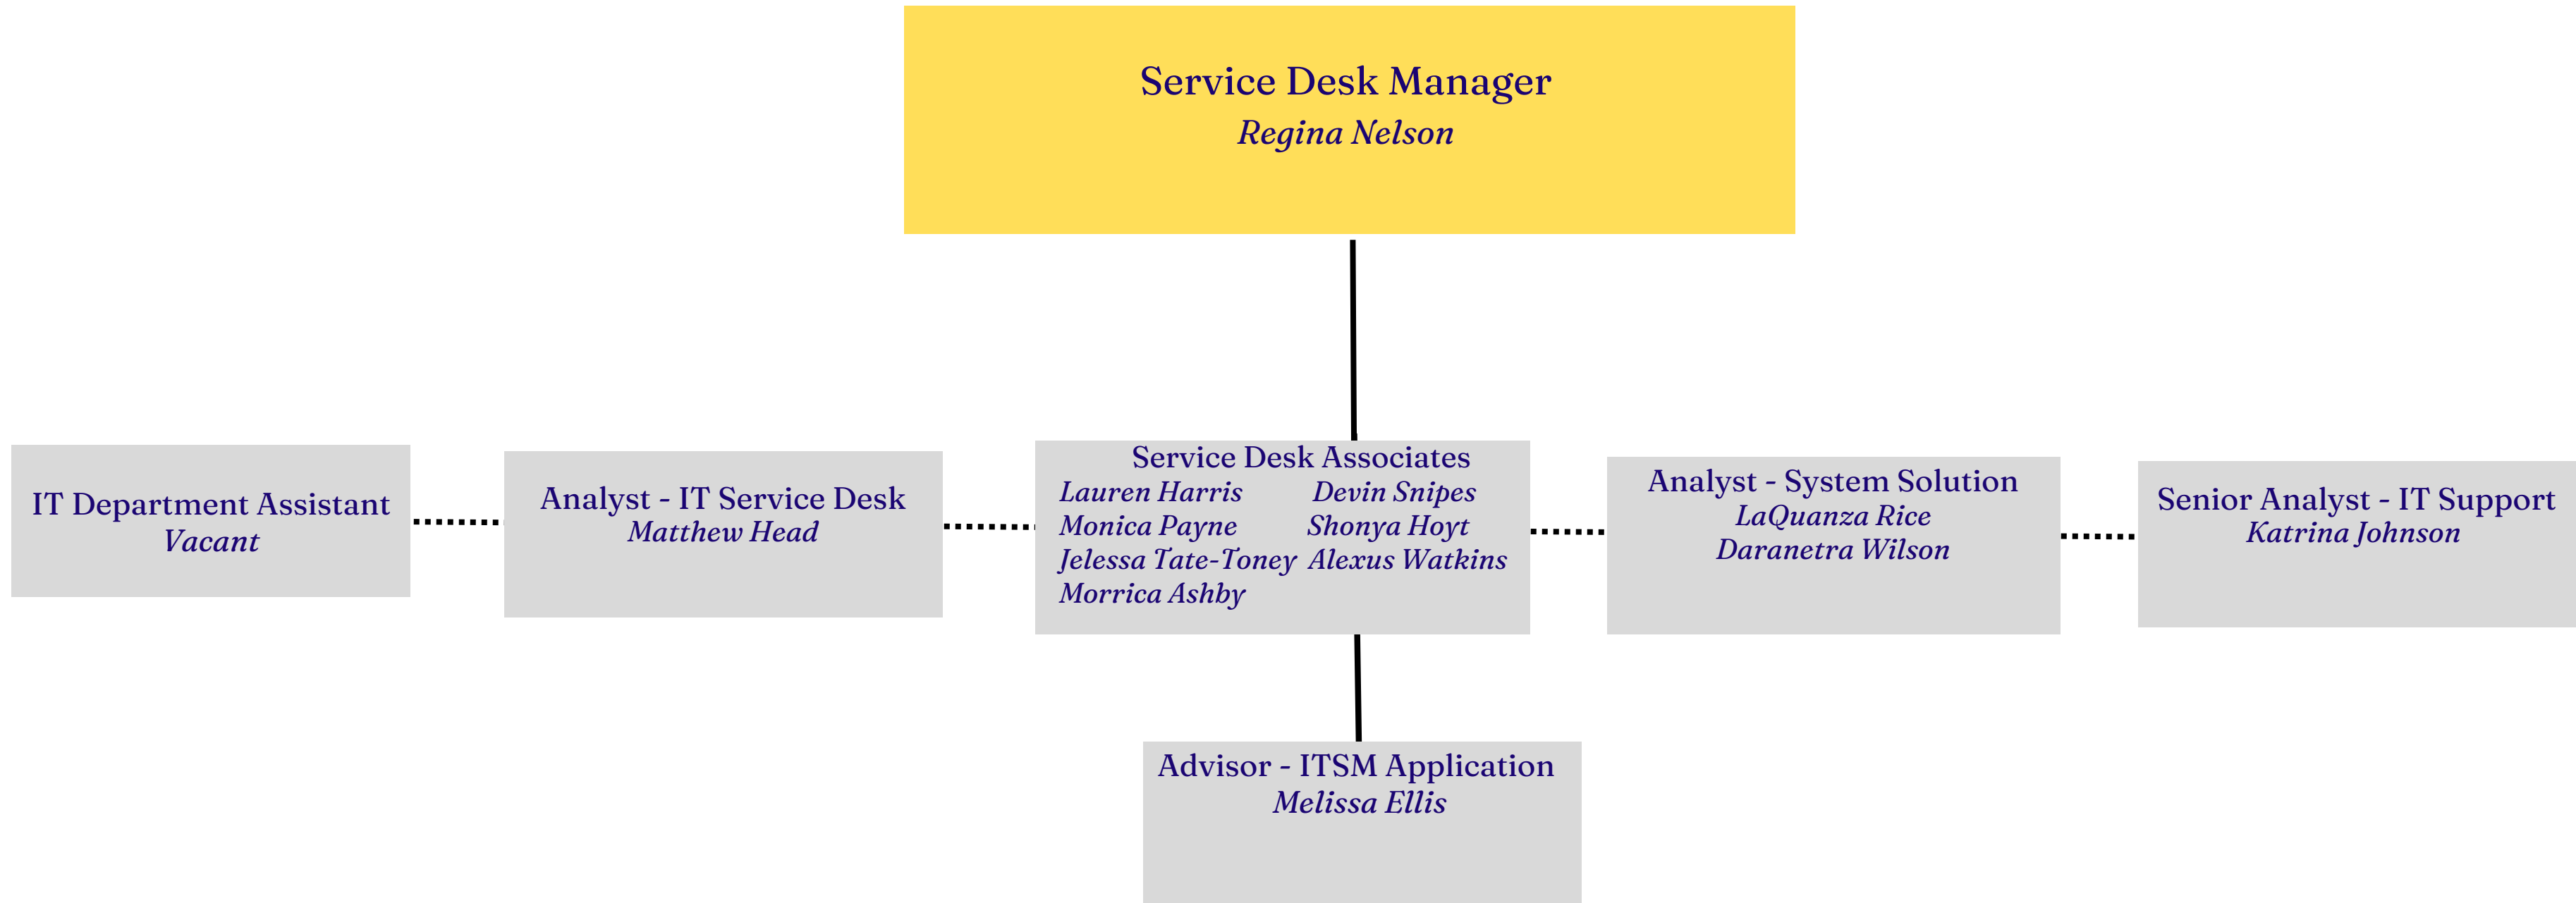 Service Desk Manager
Regina Nelson
IT Department Assistant
Vacant
Analyst - IT Service Desk
Matthew Head
Service Desk Associates
Lauren Harris Devin Snipes
Monica Payne Shonya Hoyt
Jelessa Tate-Toney Alexus Watkins
Morrica Ashby
Analyst - System Solution
LaQuanza Rice
Daranetra Wilson
Senior Analyst - IT Support
Katrina Johnson
Advisor - ITSM Application
Melissa Ellis